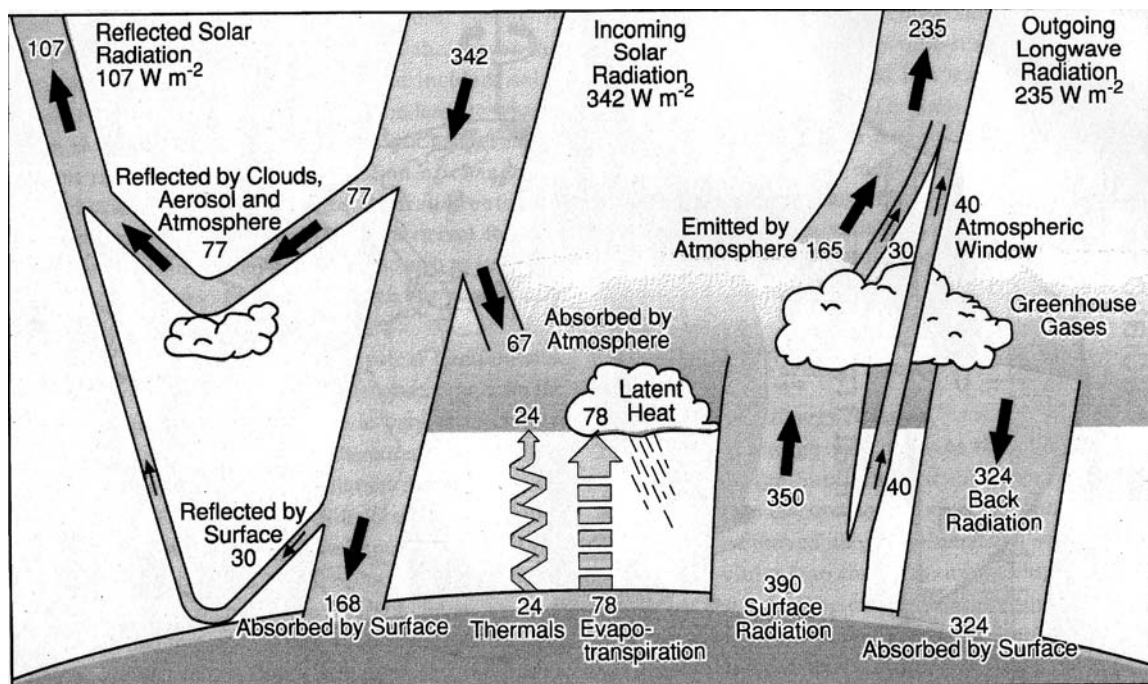 107
Reflected Solar
Radiation
107 W m-2
342
Incoming
Solar
Radiation
342 W m-2
235
Outgoing
Longwave
Radiation
235 W m-2
Reflected by Clouds,
Aerosol and
Atmosphere
77
77
Emitted by
Atmosphere 165
30
40
Atmospheric
Window
Greenhouse
Gases
67
Absorbed by
Atmosphere
24
78
Latent
Heat
350
40
324
Back
Radiation
Reflected by
Surface
30
168
Absorbed by Surface
24
Thermals
78
Evapo-
transpiration
390
Surface
Radiation
324
Absorbed by Surface